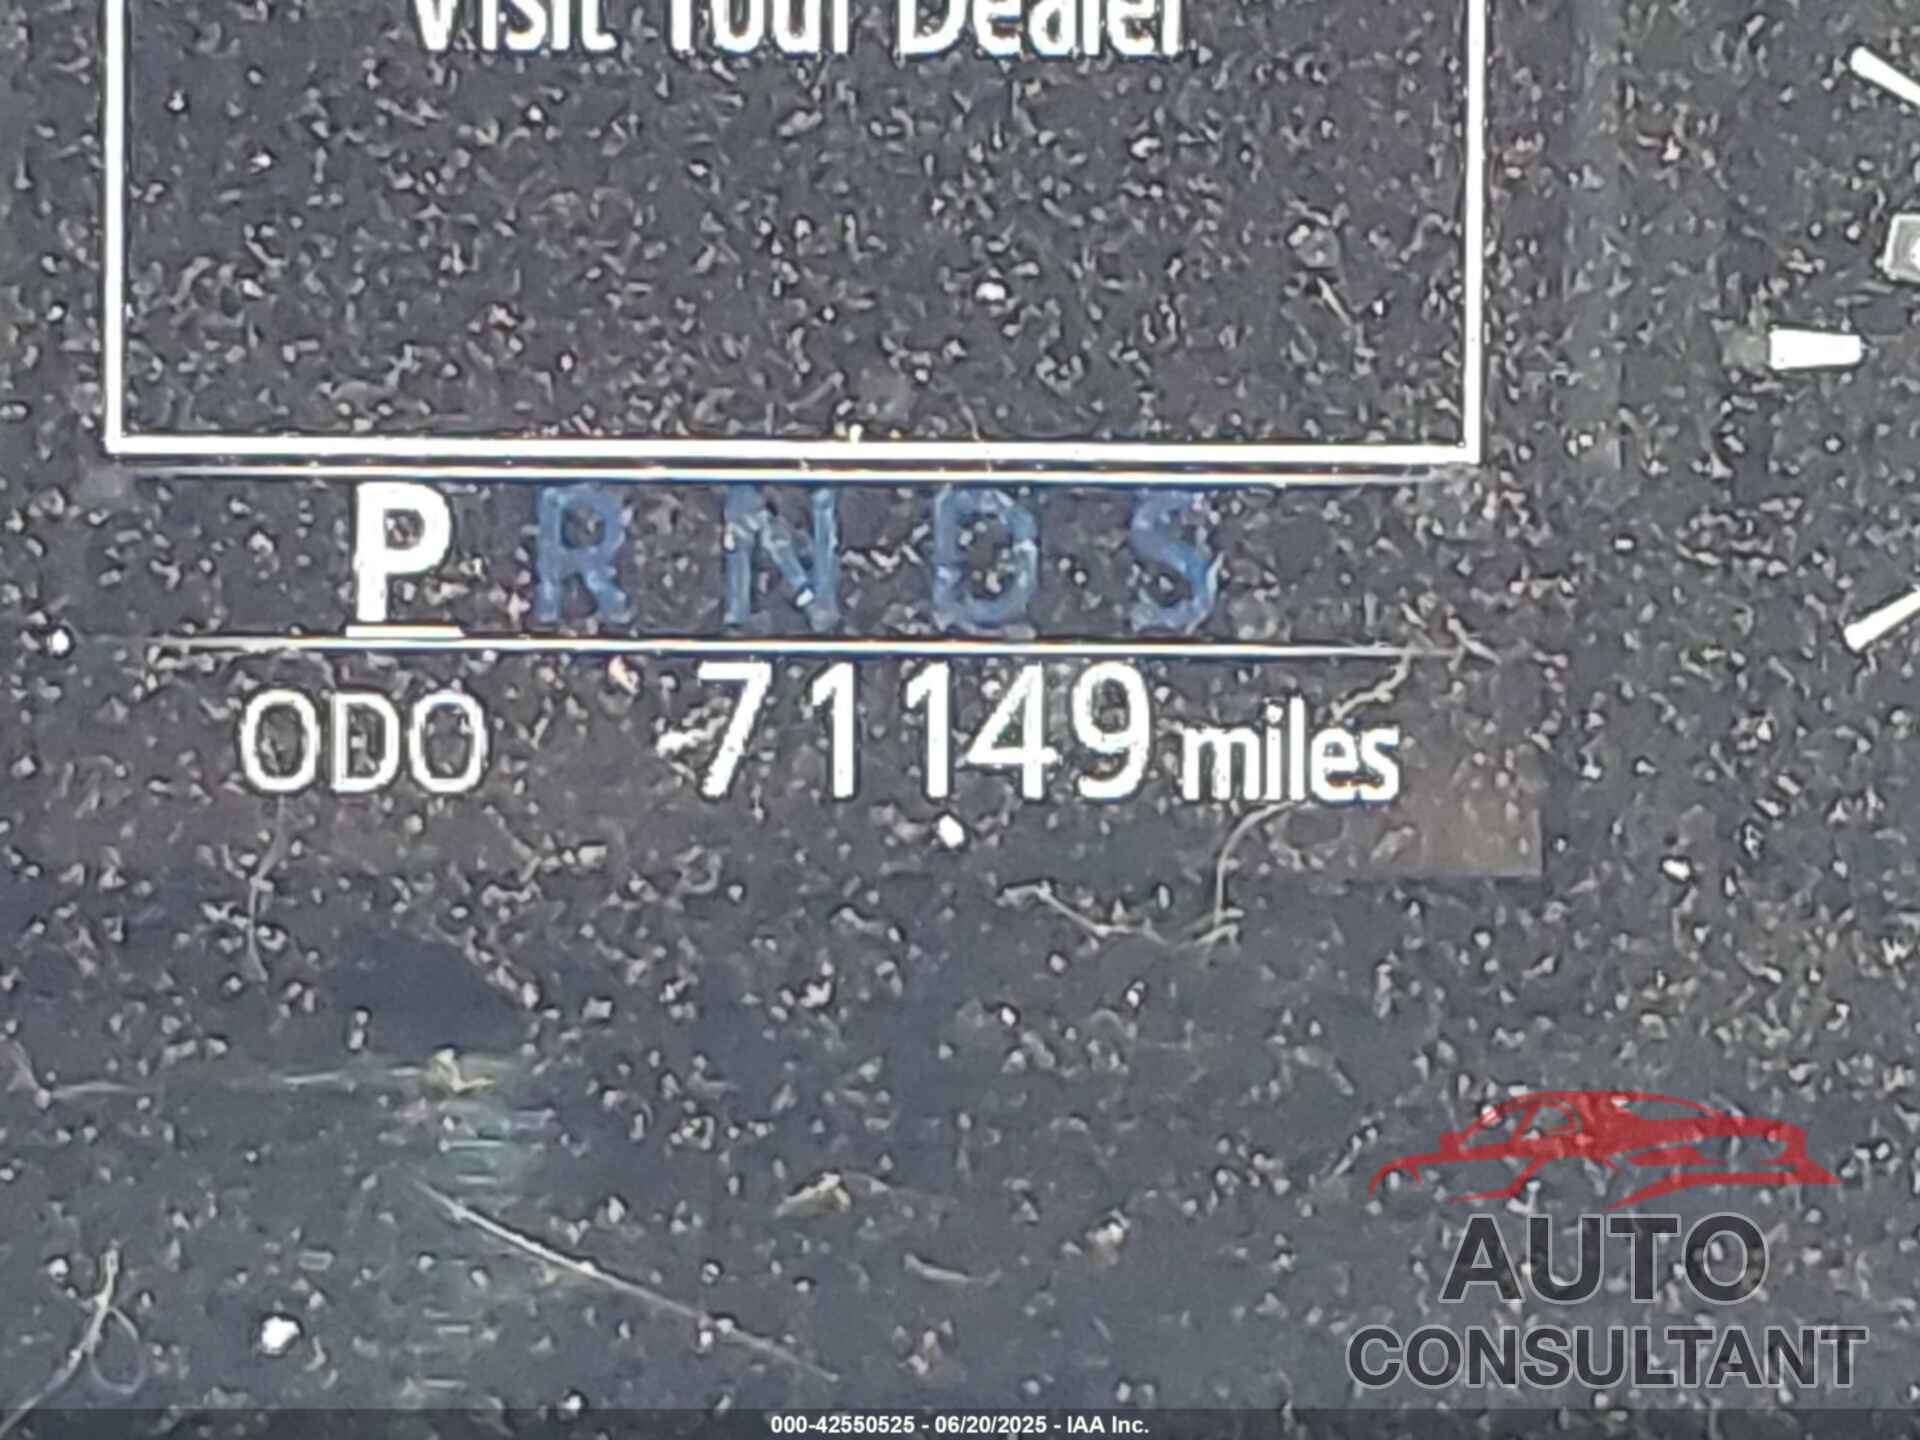 Visit Your Dealer
P R N D S
ODO 71149 miles
AUTO
CONSULTANT
000-42550525 - 06/20/2025 - IAA Inc.